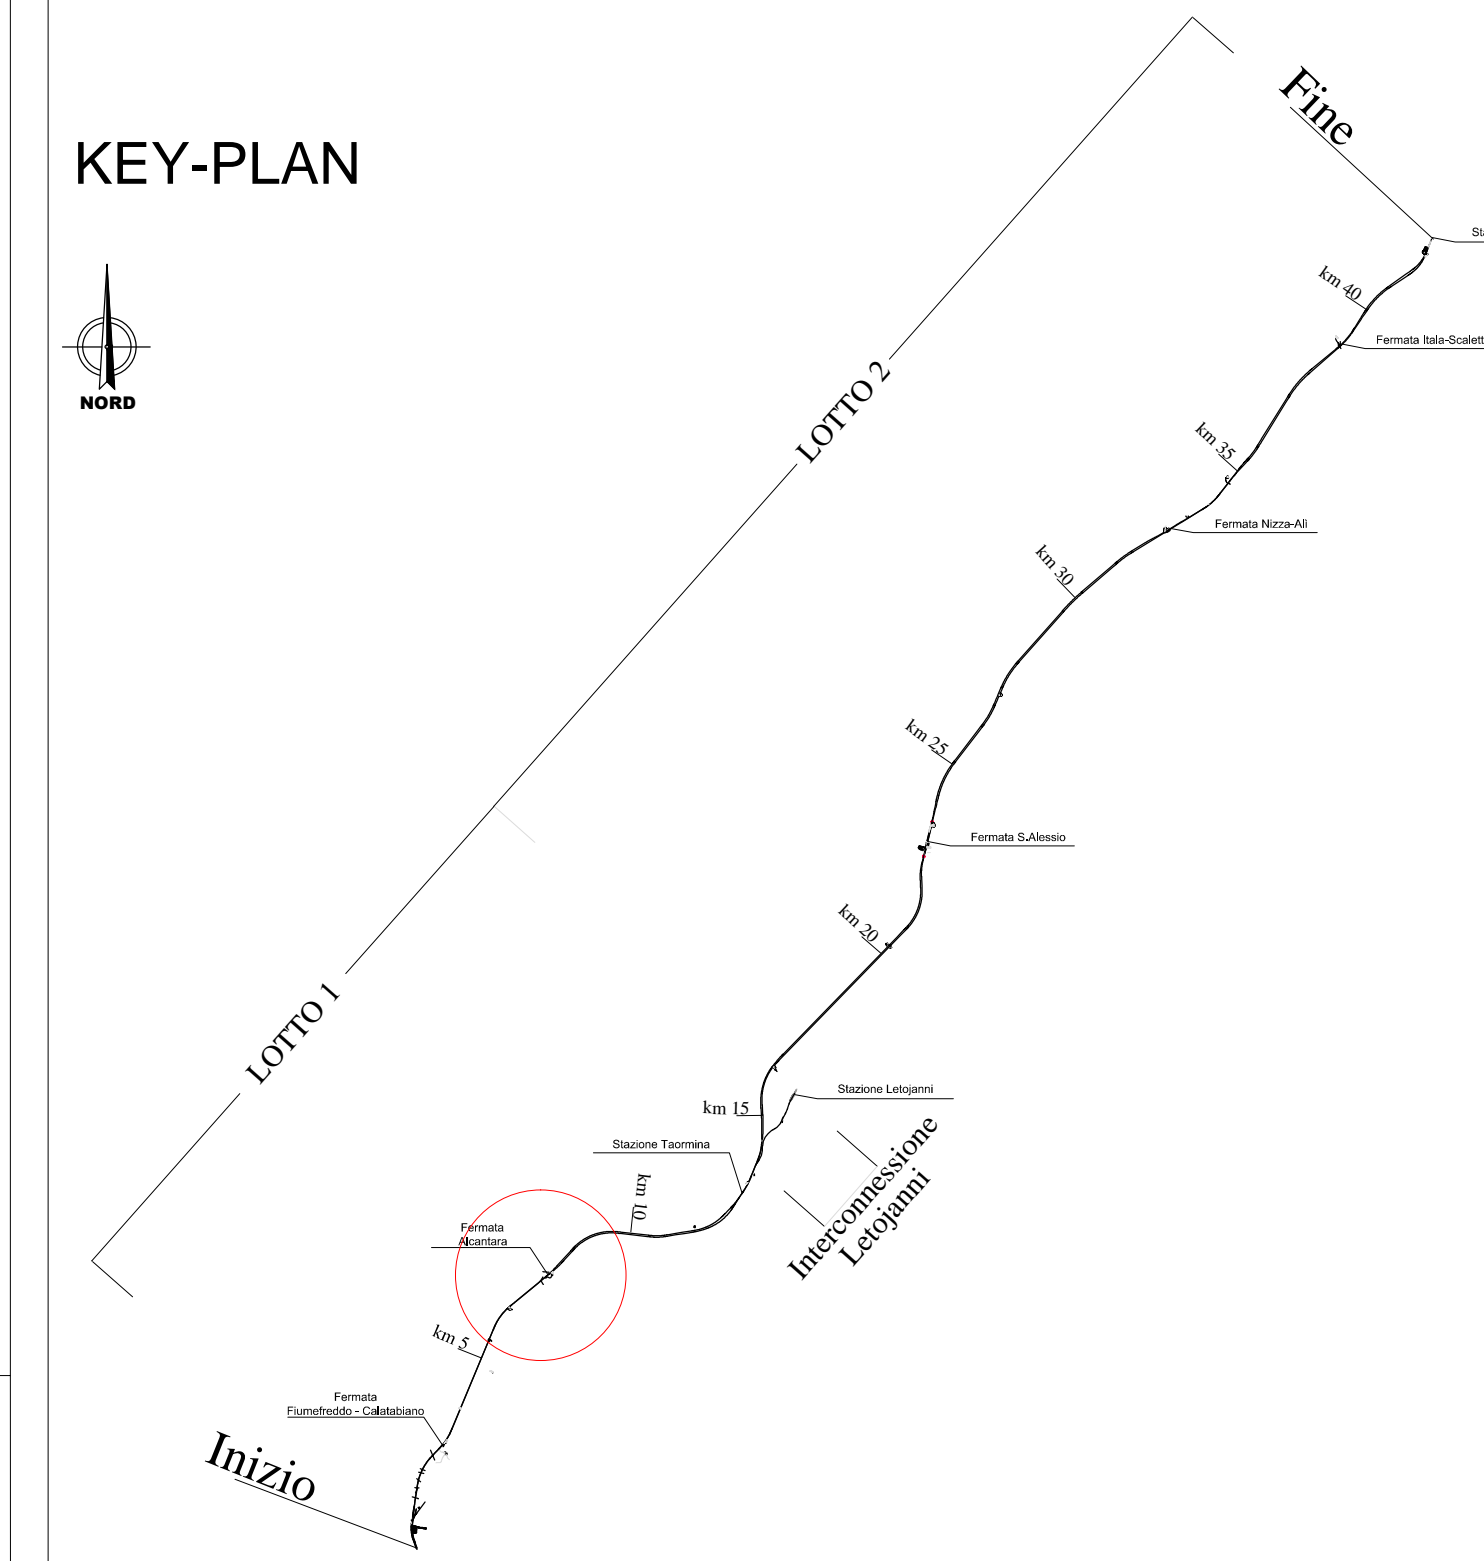 Fine
KEY-PLAN
Sta
km 40
Fermata Itala-Scalett
NORD
LOTTO 2
km 35
Fermata Nizza-Alì
km 30
km 25
Fermata S.Alessio
km 20
LOTTO 1
Stazione Letojanni
km 15
Stazione Taormina
Interconnessione
Letojanni
km 10
Fermata
Alcantara
km 5
Fermata
Fiumefreddo - Calatabiano
Inizio